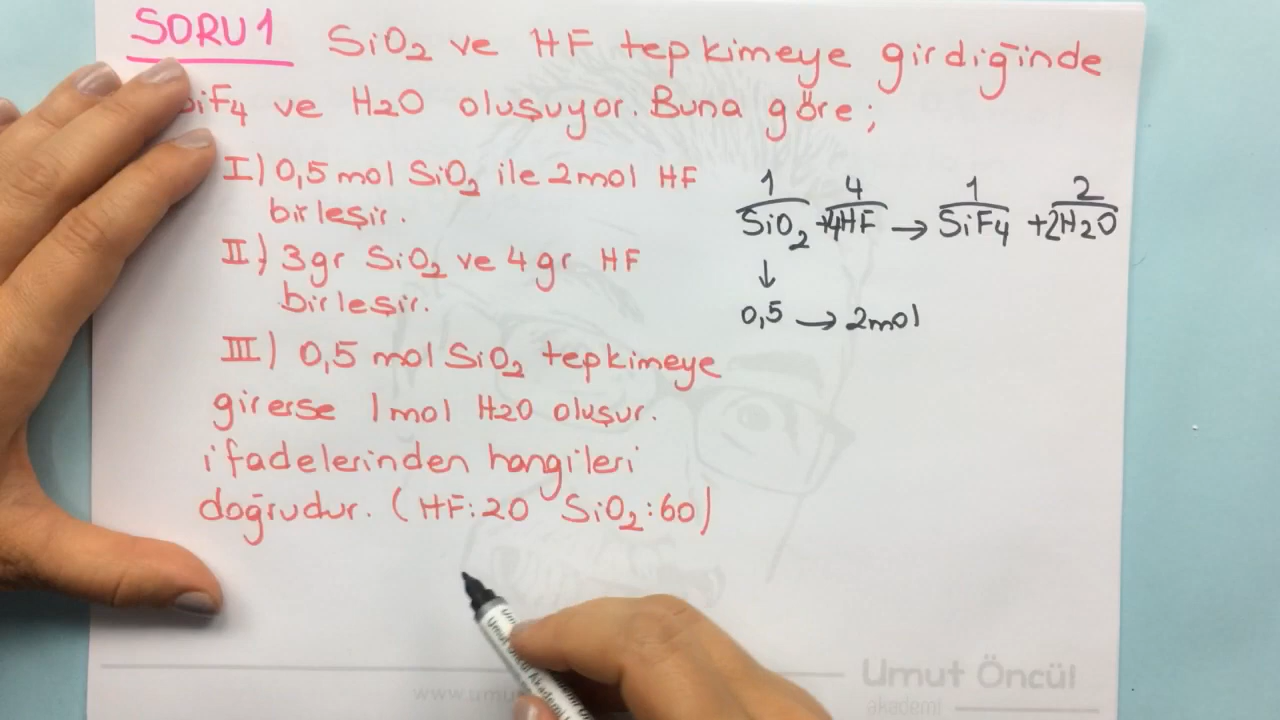 SORU 1 SiO2 ve HF tepkimeye girdiğinde
SiF4 ve H2O oluşuyor. Buna göre;
I) 0,5 mol SiO2 ile 2mol HF
birleşir.
II) 3gr SiO2 ve 4gr HF
birleşir.
III) 0,5 mol SiO2 tepkimeye
girerse 1mol H2O oluşur.
ifadelerinden hangileri
doğrudur. (HF:20 SiO2:60)
1 4 1 2
SiO2 + 4HF → SiF4 + 2H2O
↓
0,5 → 2mol
Umut Öncül
akademi